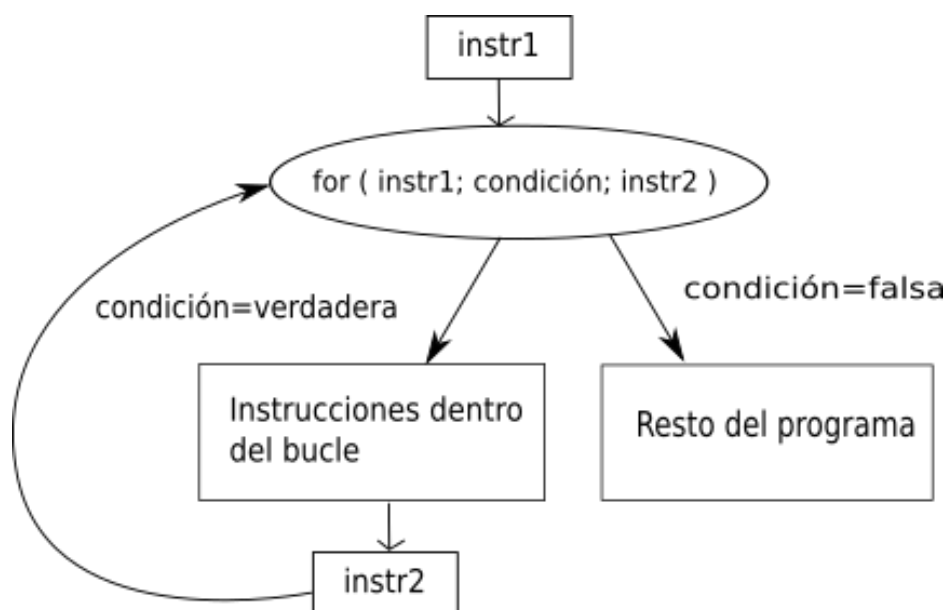 instr1
for ( instr1; condición; instr2 )
condición=verdadera
condición=falsa
Instrucciones dentro
del bucle
Resto del programa
instr2